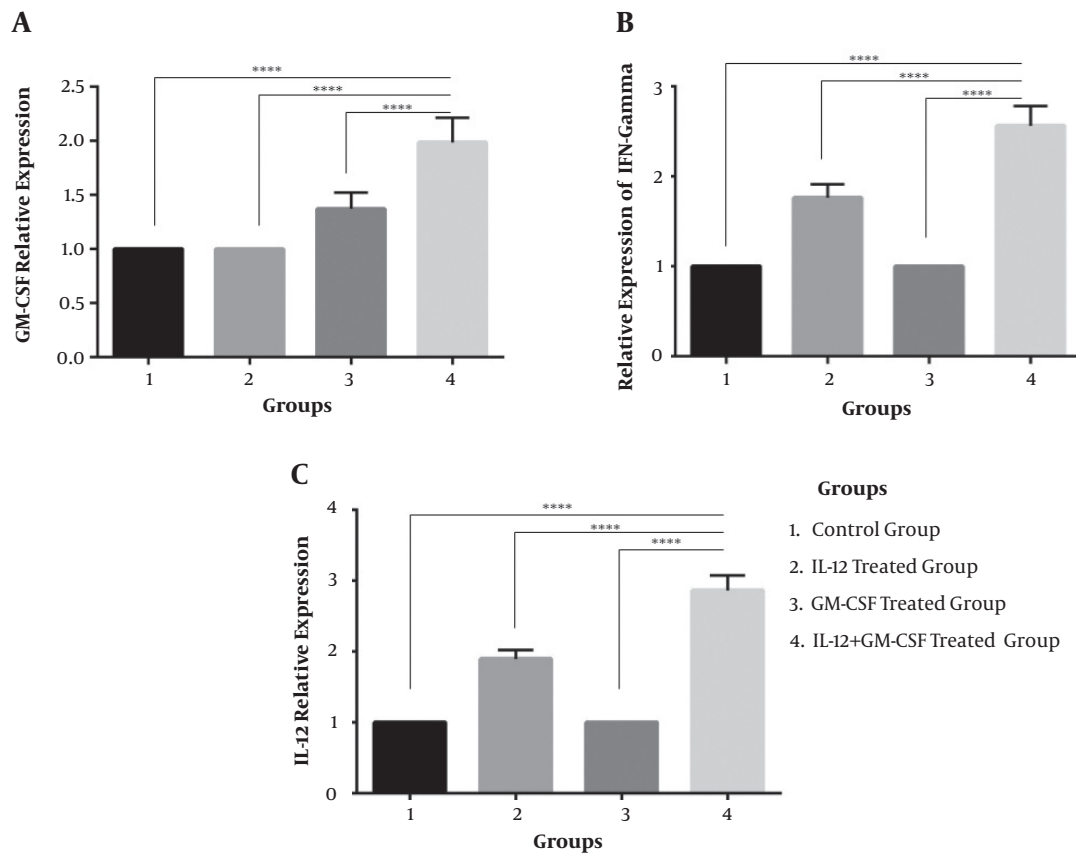 A
GM-CSF Relative Expression
2.5
2.0
1.5
1.0
0.5
0.0
****
****
****
1 2 3 4
Groups
B
Relative Expression of IFN-Gamma
3
2
1
0
****
****
****
1 2 3 4
Groups
C
IL-12 Relative Expression
4
3
2
1
0
****
****
****
1 2 3 4
Groups
Groups
1. Control Group
2. IL-12 Treated Group
3. GM-CSF Treated Group
4. IL-12+GM-CSF Treated Group